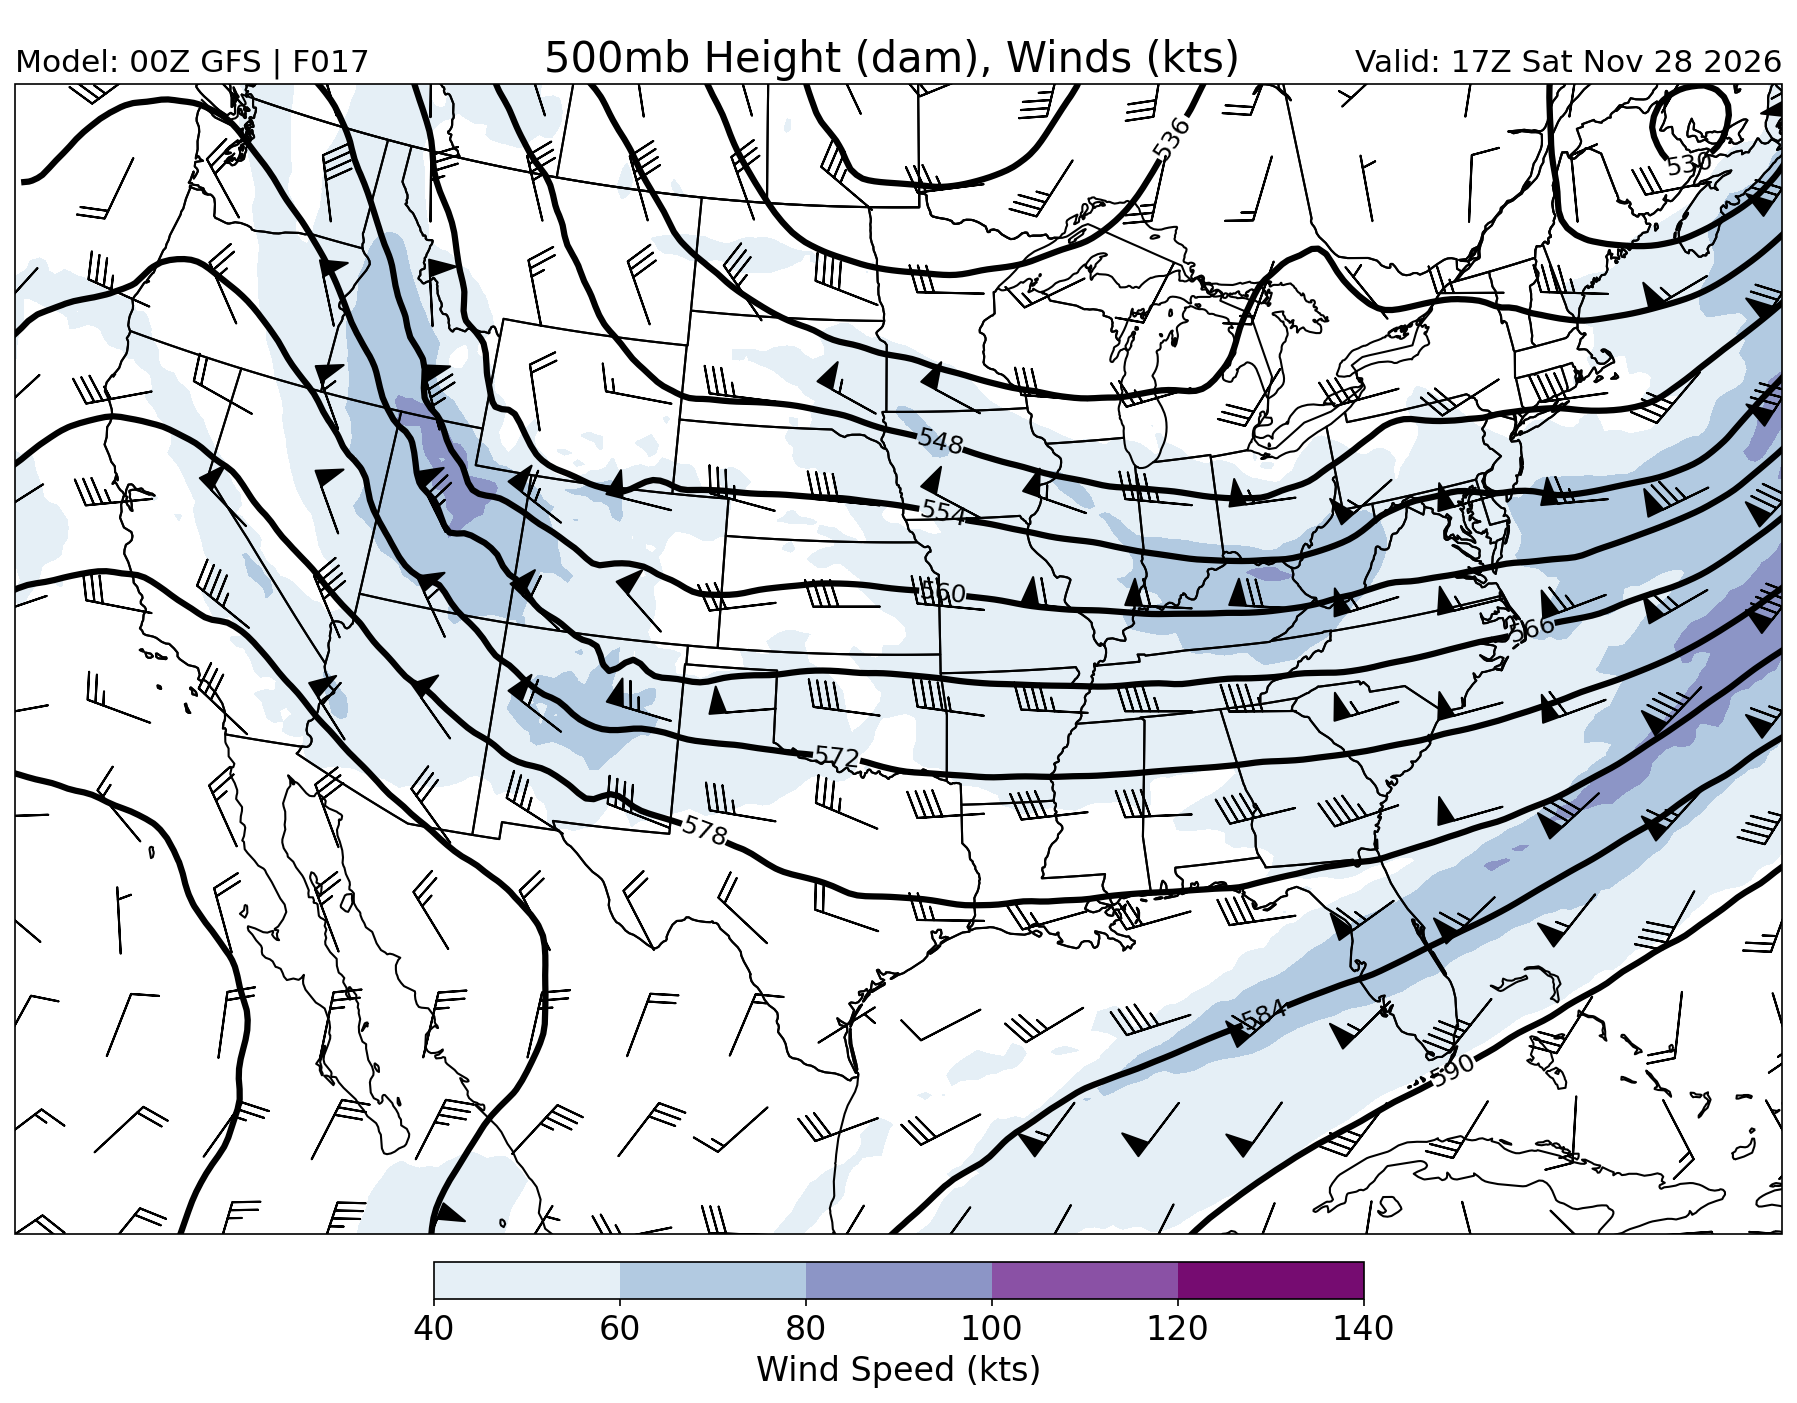 Model: 00Z GFS | F017
500mb Height (dam), Winds (kts)
Valid: 17Z Sat Nov 28 2026
536
530
548
554
560
566
572
578
584
590
40 60 80 100 120 140
Wind Speed (kts)